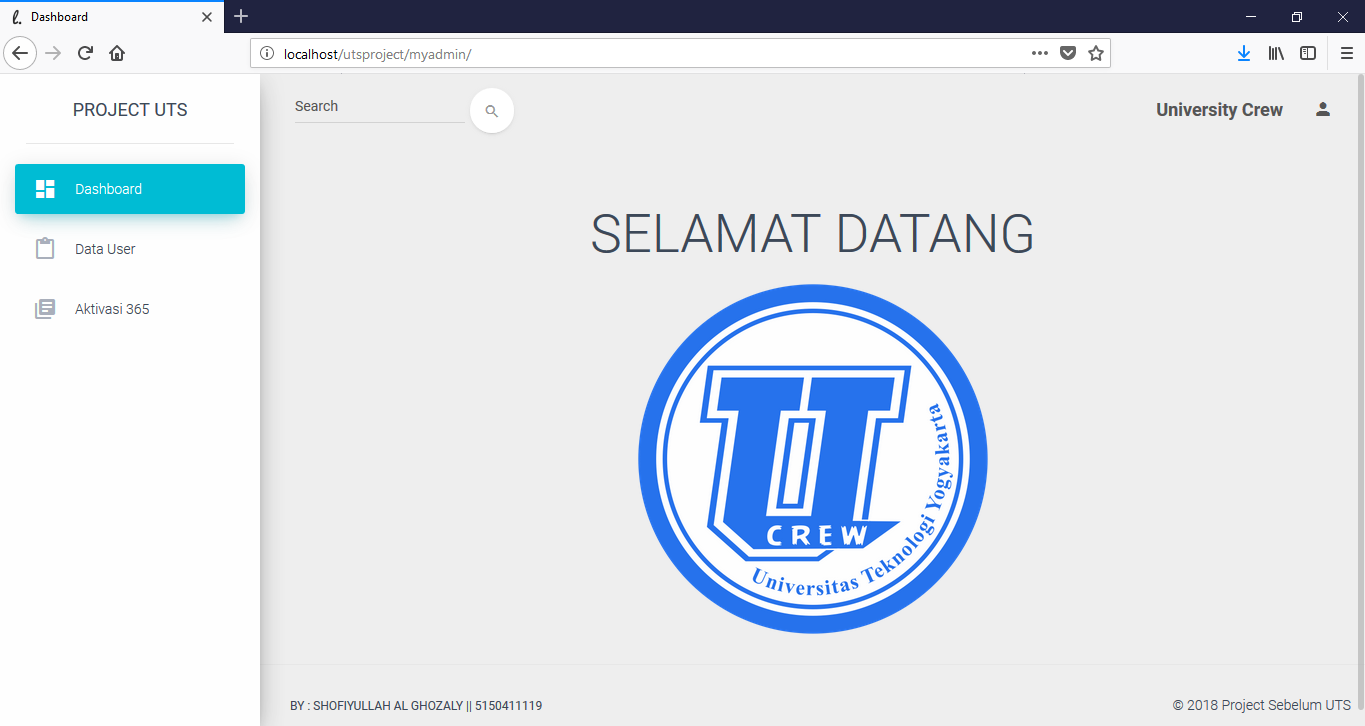 Dashboard
localhost/utsproject/myadmin/
PROJECT UTS
Search
University Crew
Dashboard
Data User
Aktivasi 365
SELAMAT DATANG
UT
CREW
Universitas Teknologi Yogyakarta
BY : SHOFIYULLAH AL GHOZALY || 5150411119
© 2018 Project Sebelum UTS